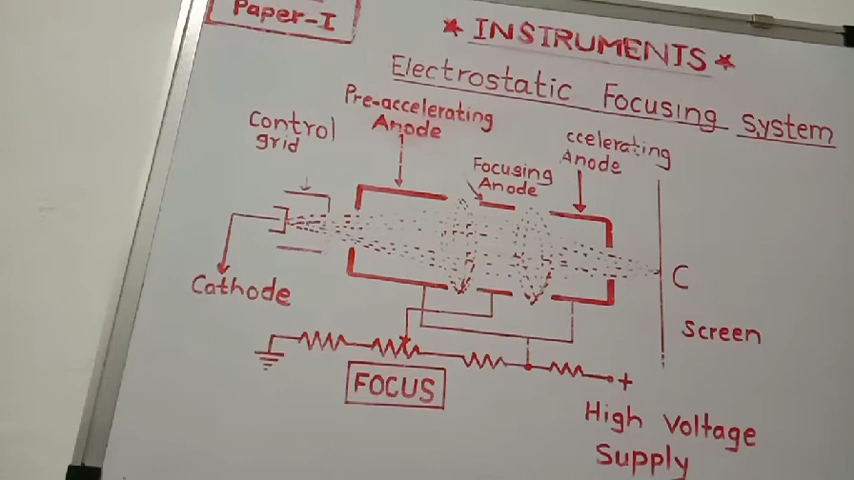 Paper-I
* INSTRUMENTS *
Electrostatic Focusing System
Pre-accelerating
Anode
Control
grid
Focusing
Anode
ccelerating
Anode
Cathode
C
Screen
FOCUS
+
High Voltage
Supply